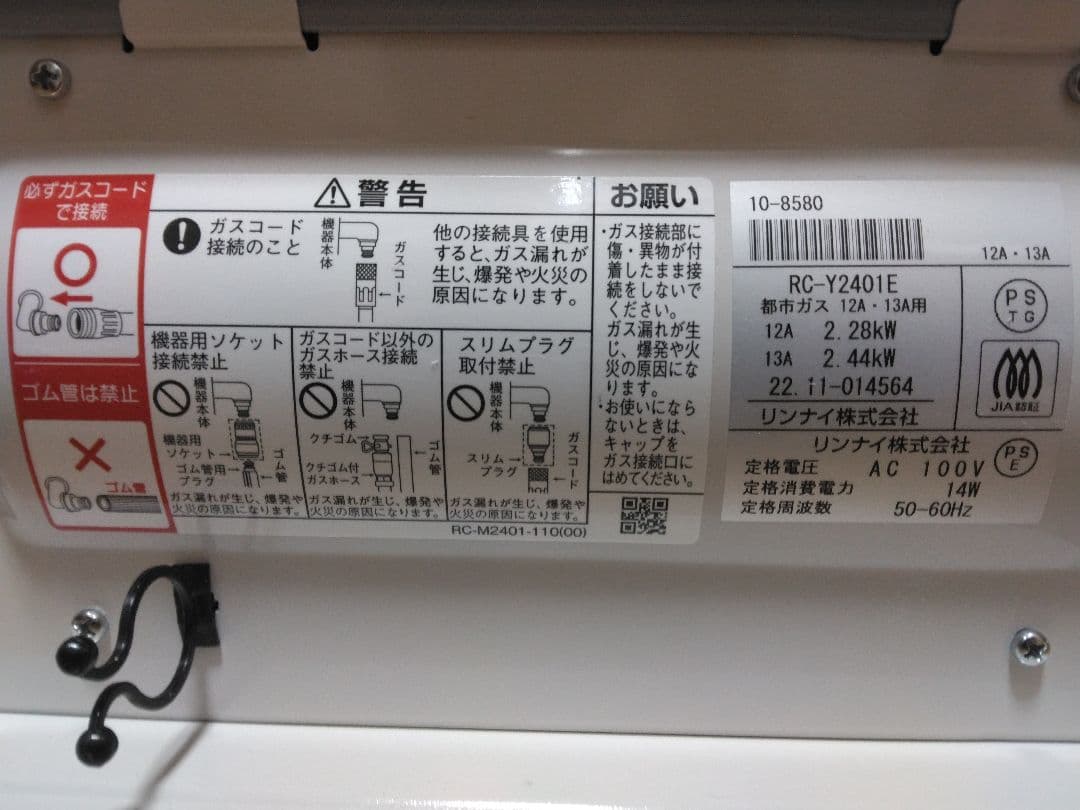 必ずガスコード
で接続
ゴム管は禁止
ゴム管
警告
ガスコード
接続のこと
機器本体
ガスコード
他の接続具を使用
すると、ガス漏れが
生じ、爆発や火災の
原因になります。
機器用ソケット
接続禁止
機器本体
機器用
ソケット
ゴム管用
プラグ
ゴム管
ガス漏れが生じ、爆発や
火災の原因になります。
ガスコード以外の
ガスホース接続
禁止
機器本体
クチゴム
クチゴム付
ガスホース
ゴム管
ガス漏れが生じ、爆発や
火災の原因になります。
スリムプラグ
取付禁止
機器本体
スリム
プラグ
ガスコード
ガス漏れが生じ、爆発や
火災の原因になります。
RC-M2401-110(00)
お願い
・ガス接続部に
傷・異物が付
着したまま接
続をしないで
ください。
ガス漏れが生
じ、爆発や火
災の原因にな
ります。
・お使いになら
ないときは、
キャップを
ガス接続口に
はめてください。
10-8580
12A・13A
RC-Y2401E
都市ガス 12A・13A用
12A 2.28kW
13A 2.44kW
22.11-014564
リンナイ株式会社
PS
TG
JIA認証
リンナイ株式会社
定格電圧 AC 100V
定格消費電力 14W
定格周波数 50-60Hz
PS
E